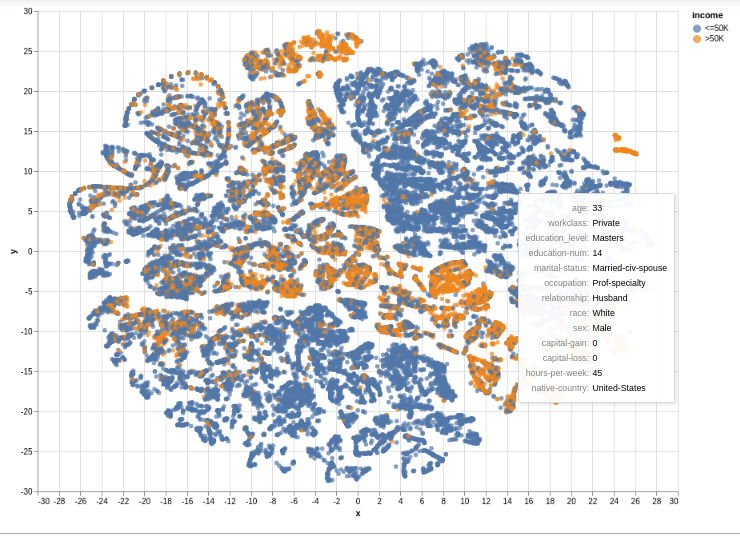 income
<=50K
>50K
30
25
20
15
10
5
0
-5
-10
-15
-20
-25
-30
y
age: 33
workclass: Private
education_level: Masters
education-num: 14
marital-status: Married-civ-spouse
occupation: Prof-specialty
relationship: Husband
race: White
sex: Male
capital-gain: 0
capital-loss: 0
hours-per-week: 45
native-country: United-States
-30 -28 -26 -24 -22 -20 -18 -16 -14 -12 -10 -8 -6 -4 -2 0 2 4 6 8 10 12 14 16 18 20 22 24 26 28 30
x